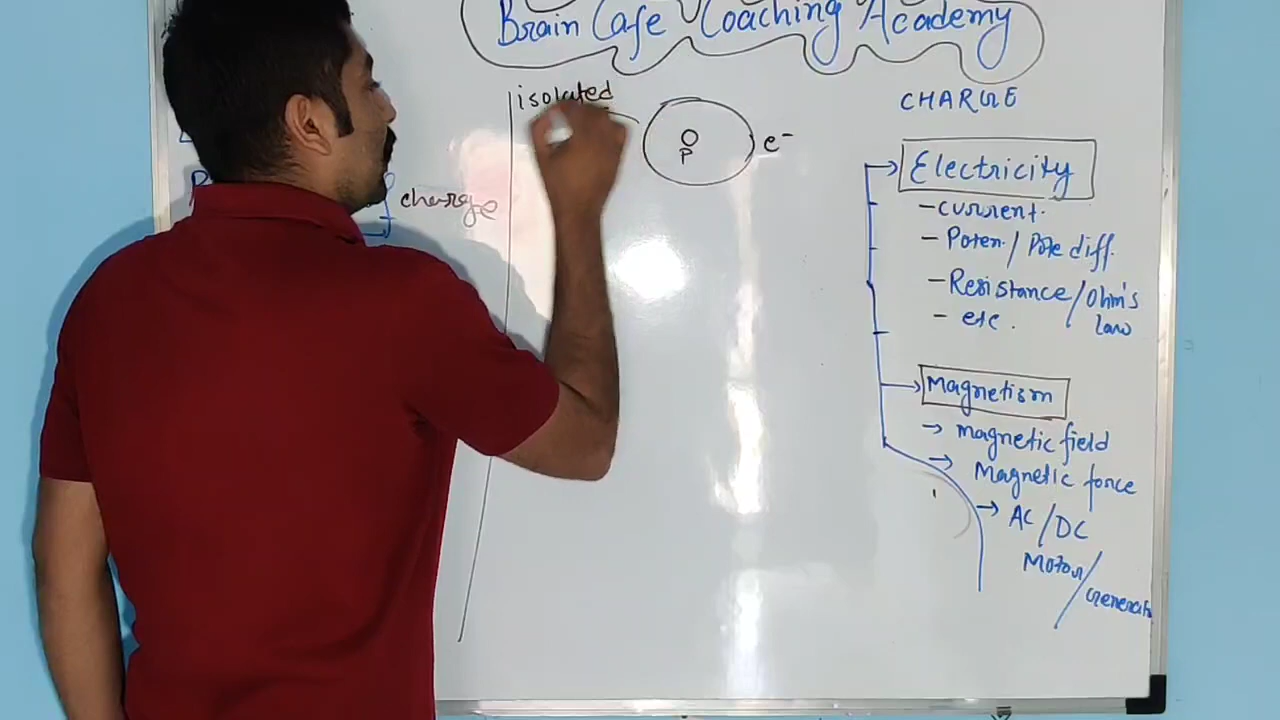 Brain Cafe Coaching Academy
isolated
P
e⁻
charge
CHARGE
Electricity
- current.
- Poten. / Pote diff.
- Resistance / Ohm's law
- etc.
Magnetism
→ Magnetic field
→ Magnetic force
→ AC / DC
Motor /